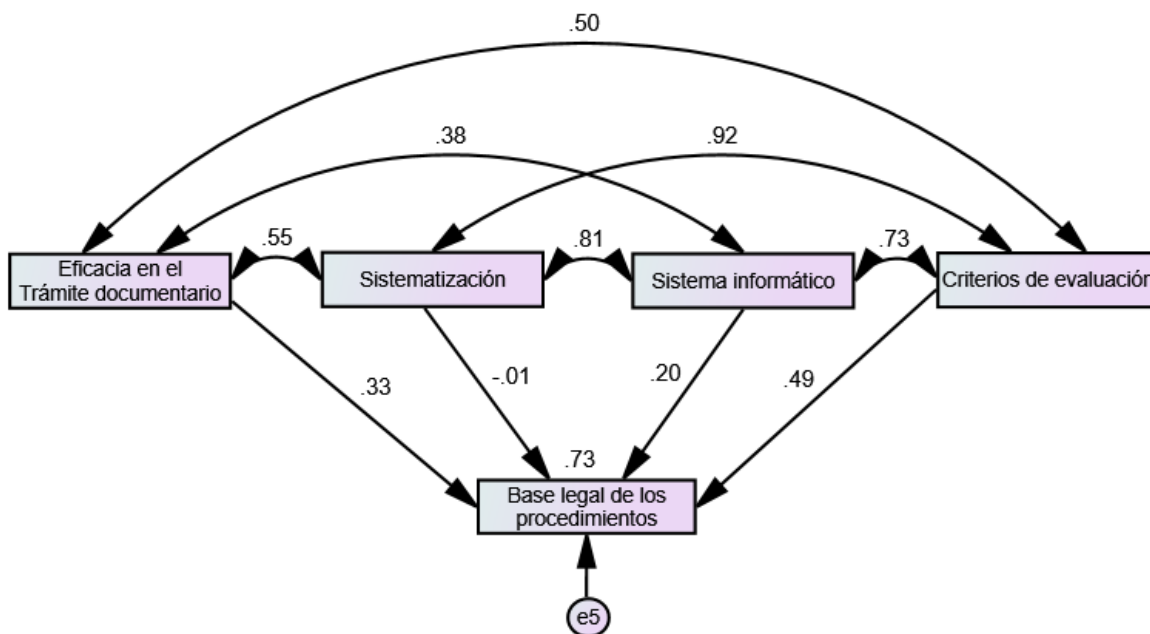 .50
.38
.92
.55
.81
.73
Eficacia en el
Trámite documentario
Sistematización
Sistema informático
Criterios de evaluación
.33
-.01
.20
.49
.73
Base legal de los
procedimientos
e5